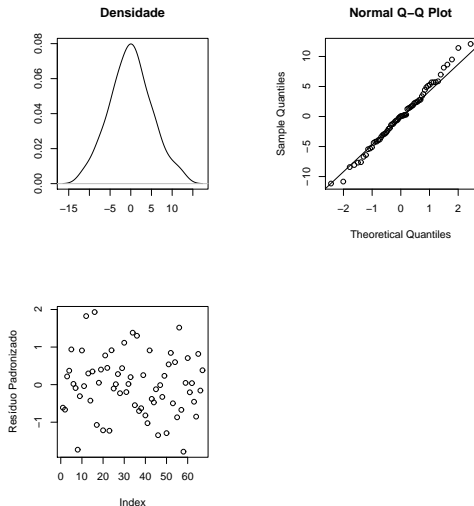 Densidade
0.08
0.06
0.04
0.02
0.00
−15 −5 0 5 10
Normal Q−Q Plot
Sample Quantiles
10
5
0
−5
−10
−2 −1 0 1 2
Theoretical Quantiles
Resíduo Padronizado
2
1
0
−1
0 10 20 30 40 50 60
Index